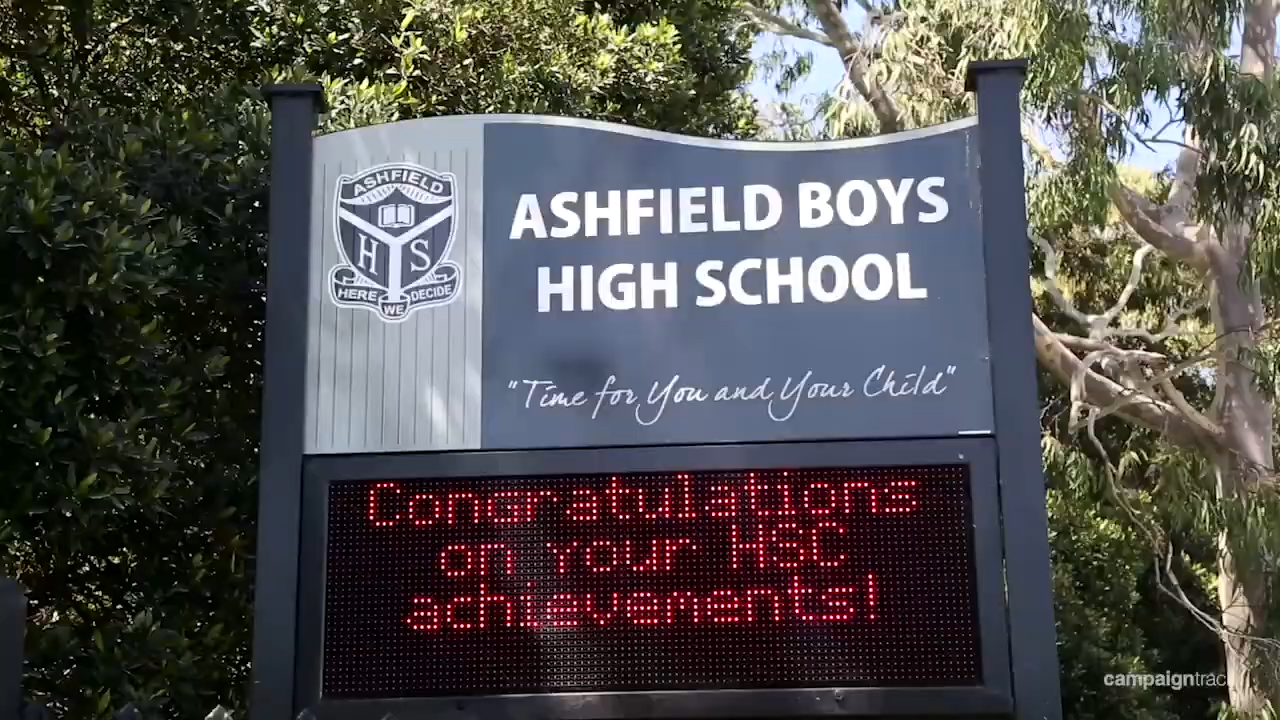 ASHFIELD
H S
HERE WE DECIDE
ASHFIELD BOYS
HIGH SCHOOL
"Time for You and Your Child"
Congratulations
on your HSC
achievements!
campaigntrac